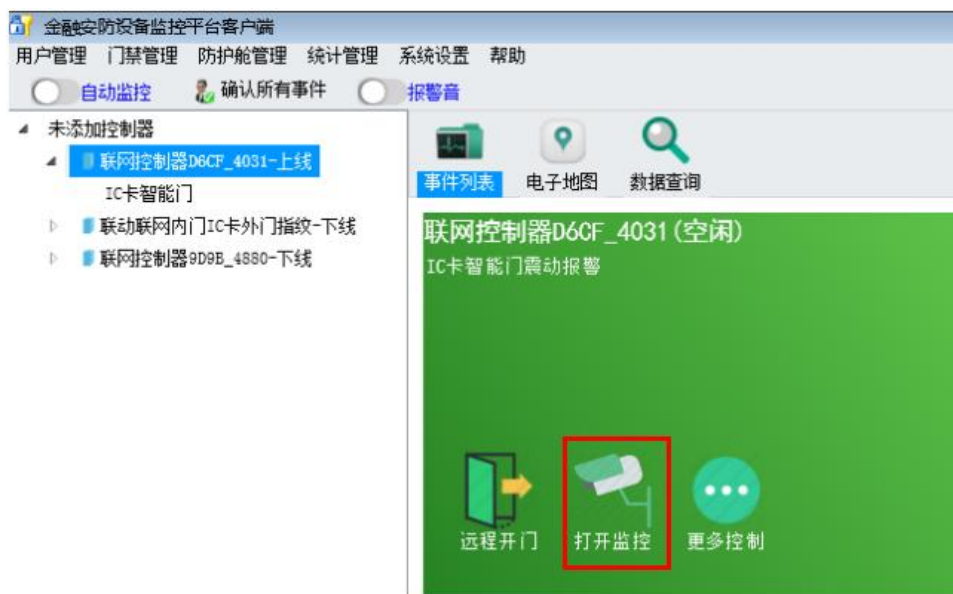 金融安防设备监控平台客户端
用户管理 门禁管理 防护舱管理 统计管理 系统设置 帮助
自动监控 确认所有事件 报警音
未添加控制器
联网控制器D6CF_4031-上线
IC卡智能门
联动联网内门IC卡外门指纹-下线
联网控制器9D9B_4880-下线
事件列表 电子地图 数据查询
联网控制器D6CF_4031(空闲)
IC卡智能门震动报警
远程开门 打开监控 更多控制